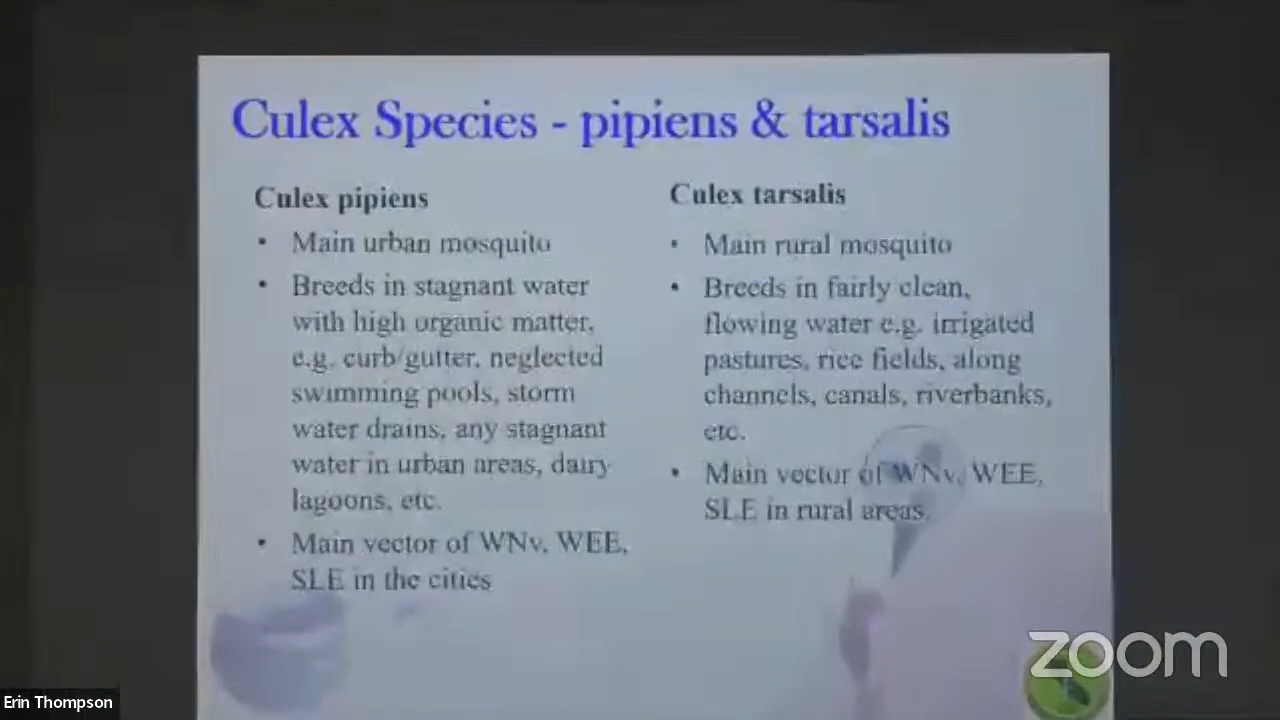 Culex Species - pipiens & tarsalis
Culex pipiens
• Main urban mosquito
• Breeds in stagnant water
with high organic matter,
e.g. curb/gutter, neglected
swimming pools, storm
water drains, any stagnant
water in urban areas, dairy
lagoons, etc.
• Main vector of WNv, WEE,
SLE in the cities
Culex tarsalis
• Main rural mosquito
• Breeds in fairly clean,
flowing water e.g. irrigated
pastures, rice fields, along
channels, canals, riverbanks,
etc.
• Main vector of WNv, WEE,
SLE in rural areas.
zoom
Erin Thompson